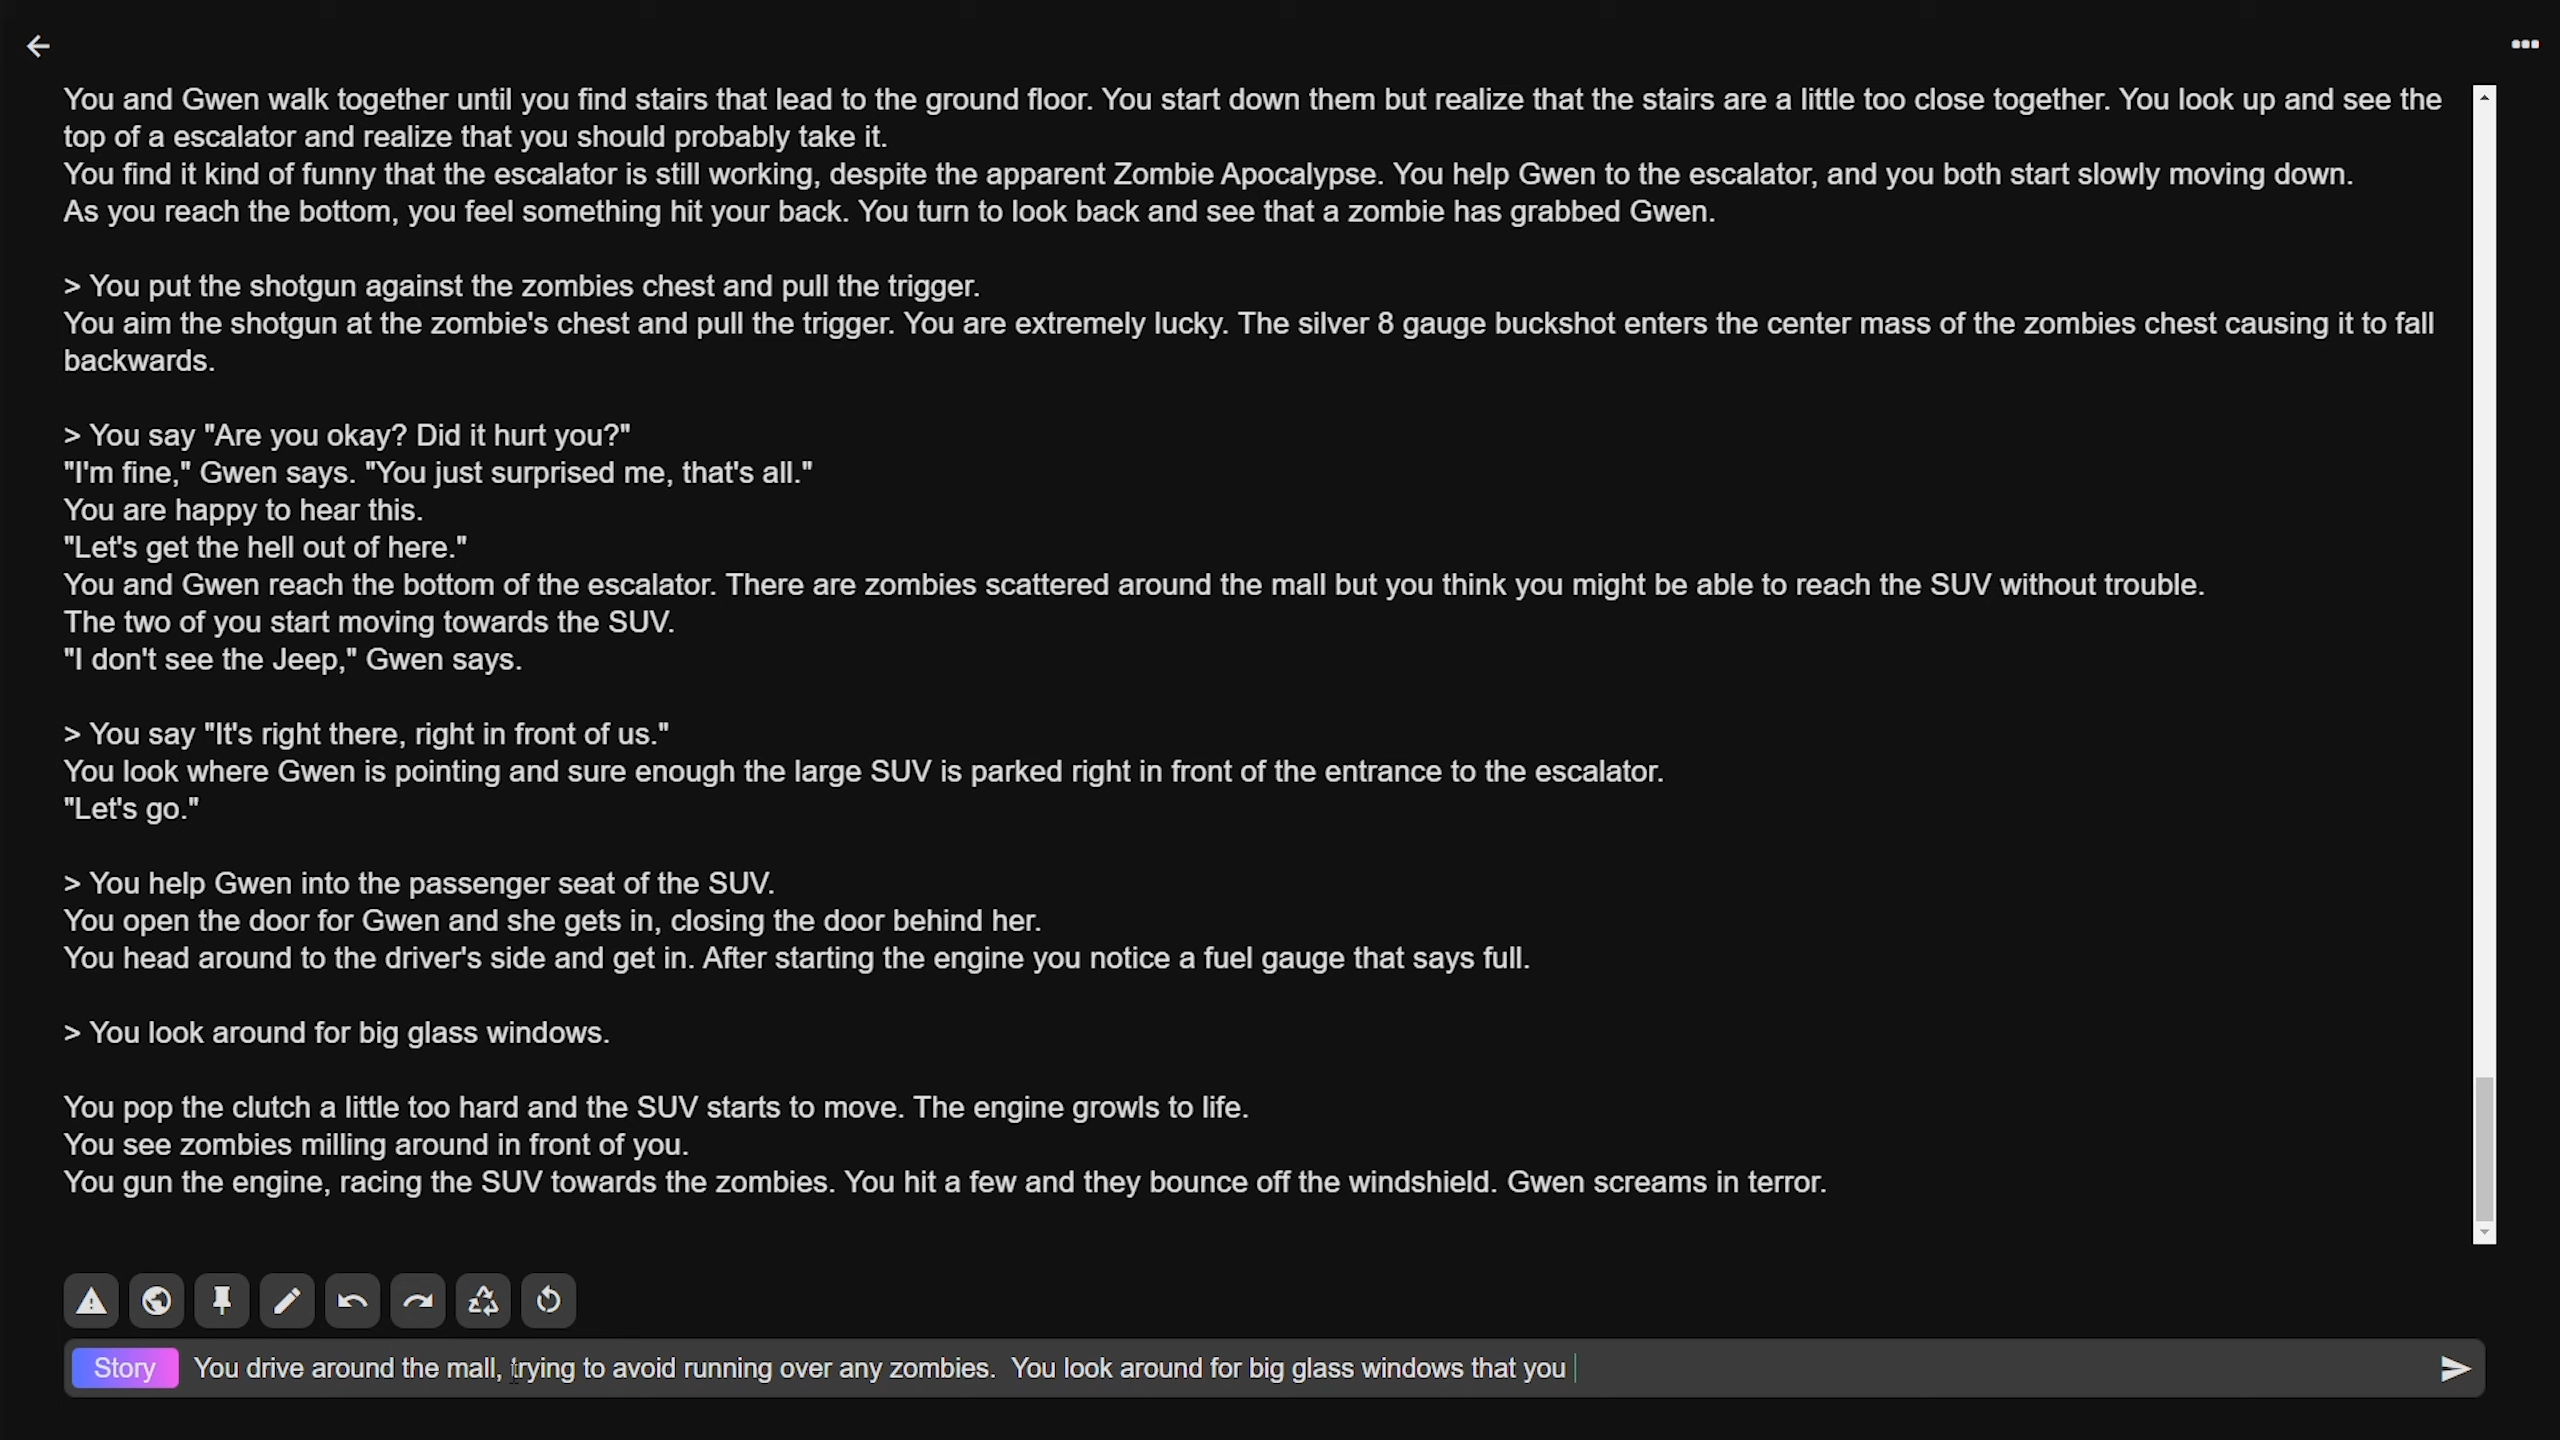 You and Gwen walk together until you find stairs that lead to the ground floor. You start down them but realize that the stairs are a little too close together. You look up and see the
top of a escalator and realize that you should probably take it.
You find it kind of funny that the escalator is still working, despite the apparent Zombie Apocalypse. You help Gwen to the escalator, and you both start slowly moving down.
As you reach the bottom, you feel something hit your back. You turn to look back and see that a zombie has grabbed Gwen.
> You put the shotgun against the zombies chest and pull the trigger.
You aim the shotgun at the zombie's chest and pull the trigger. You are extremely lucky. The silver 8 gauge buckshot enters the center mass of the zombies chest causing it to fall
backwards.
> You say "Are you okay? Did it hurt you?"
"I'm fine," Gwen says. "You just surprised me, that's all."
You are happy to hear this.
"Let's get the hell out of here."
You and Gwen reach the bottom of the escalator. There are zombies scattered around the mall but you think you might be able to reach the SUV without trouble.
The two of you start moving towards the SUV.
"I don't see the Jeep," Gwen says.
> You say "It's right there, right in front of us."
You look where Gwen is pointing and sure enough the large SUV is parked right in front of the entrance to the escalator.
"Let's go."
> You help Gwen into the passenger seat of the SUV.
You open the door for Gwen and she gets in, closing the door behind her.
You head around to the driver's side and get in. After starting the engine you notice a fuel gauge that says full.
> You look around for big glass windows.
You pop the clutch a little too hard and the SUV starts to move. The engine growls to life.
You see zombies milling around in front of you.
You gun the engine, racing the SUV towards the zombies. You hit a few and they bounce off the windshield. Gwen screams in terror.
Story You drive around the mall, trying to avoid running over any zombies.  You look around for big glass windows that you